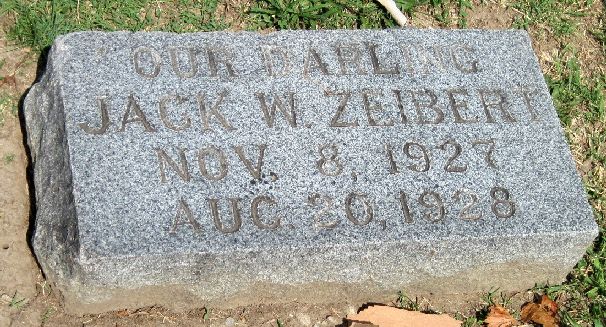 OUR DARLING
JACK W. ZEIBERT
NOV. 8, 1927
AUG. 20, 1928